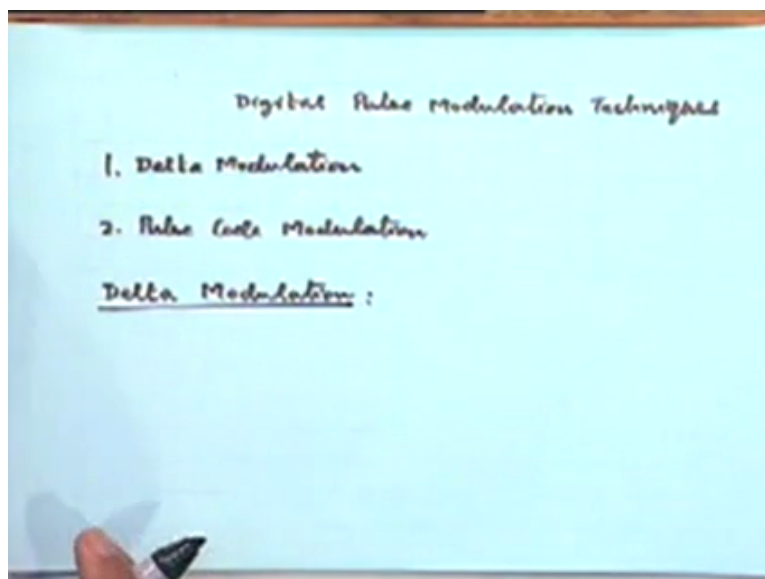 Digital Pulse Modulation Techniques
1. Delta Modulation
2. Pulse Code Modulation
Delta Modulation :